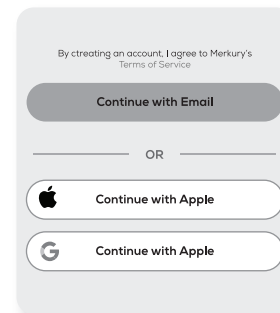 By ctreating an account, I agree to Merkury's
Terms of Service
Continue with Email
OR
Continue with Apple
Continue with Apple